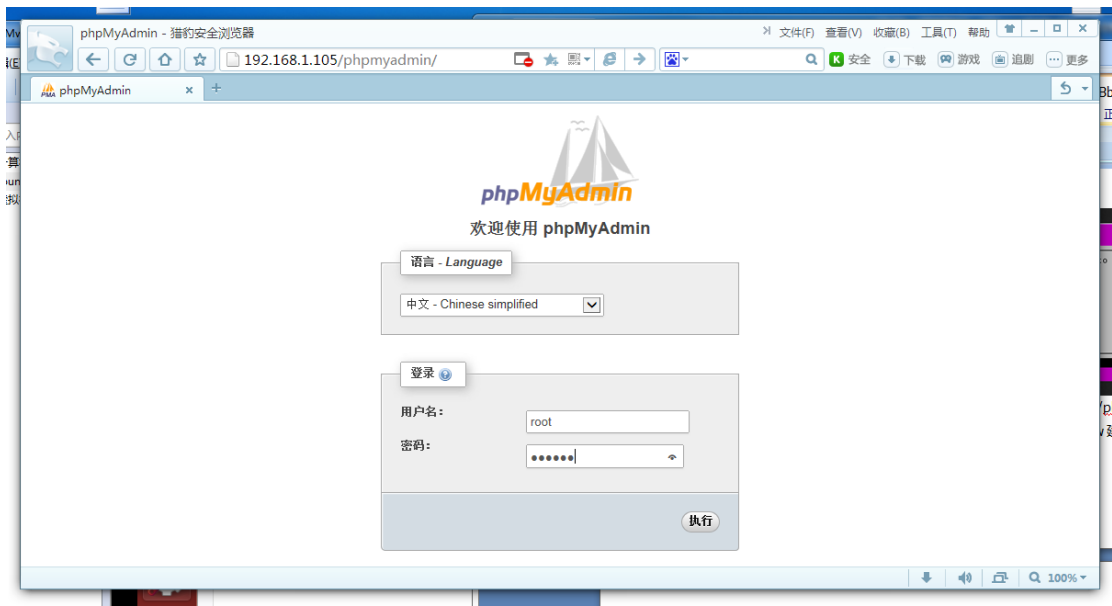 phpMyAdmin - 猎豹安全浏览器
文件(F) 查看(V) 收藏(B) 工具(T) 帮助
192.168.1.105/phpmyadmin/
安全 下载 游戏 追剧 更多
PMA phpMyAdmin
phpMyAdmin
欢迎使用 phpMyAdmin
语言 - Language
中文 - Chinese simplified
登录
用户名:
root
密码:
••••••
执行
100%